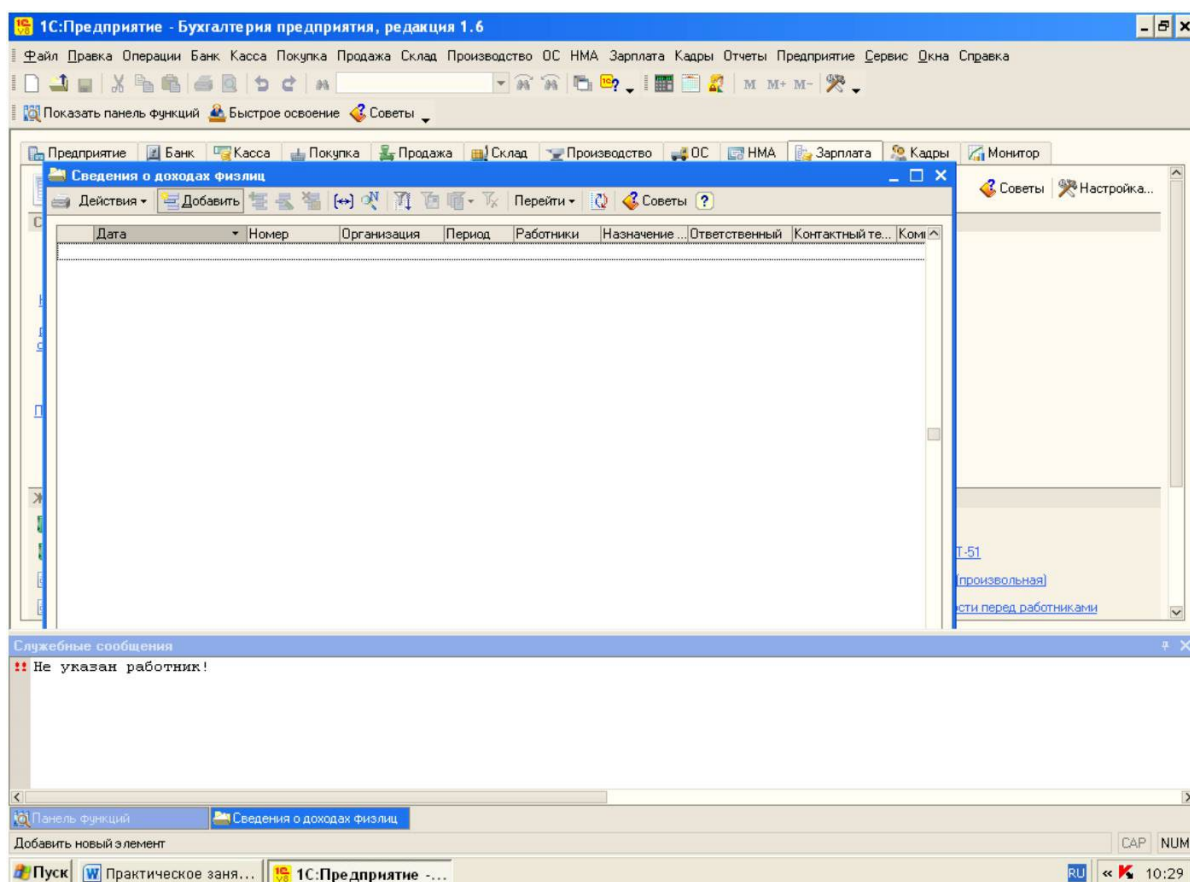 1С:Предприятие - Бухгалтерия предприятия, редакция 1.6
Файл Правка Операции Банк Касса Покупка Продажа Склад Производство ОС НМА Зарплата Кадры Отчеты Предприятие Сервис Окна Справка
M M+ M-
Показать панель функций Быстрое освоение Советы
Предприятие Банк Касса Покупка Продажа Склад Производство ОС НМА Зарплата Кадры Монитор
Сведения о доходах физлиц
Советы Настройка...
Действия Добавить Перейти Советы ?
Дата Номер Организация Период Работники Назначение ... Ответственный Контактный те...
Т-51
(произвольная)
перед работниками
Служебные сообщения
!! Не указан работник!
Панель функций Сведения о доходах физлиц
Добавить новый элемент CAP NUM
Пуск Практическое заня... 1С:Предприятие -... RU « 10:29